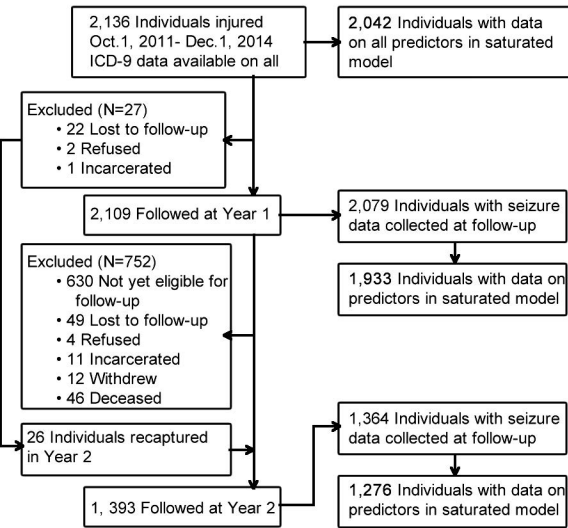 2,136 Individuals injured
Oct.1, 2011- Dec.1, 2014
ICD-9 data available on all
2,042 Individuals with data
on all predictors in saturated
model
Excluded (N=27)
• 22 Lost to follow-up
• 2 Refused
• 1 Incarcerated
2,109 Followed at Year 1
2,079 Individuals with seizure
data collected at follow-up
1,933 Individuals with data on
predictors in saturated model
Excluded (N=752)
• 630 Not yet eligible for
follow-up
• 49 Lost to follow-up
• 4 Refused
• 11 Incarcerated
• 12 Withdrew
• 46 Deceased
26 Individuals recaptured
in Year 2
1, 393 Followed at Year 2
1,364 Individuals with seizure
data collected at follow-up
1,276 Individuals with data on
predictors in saturated model